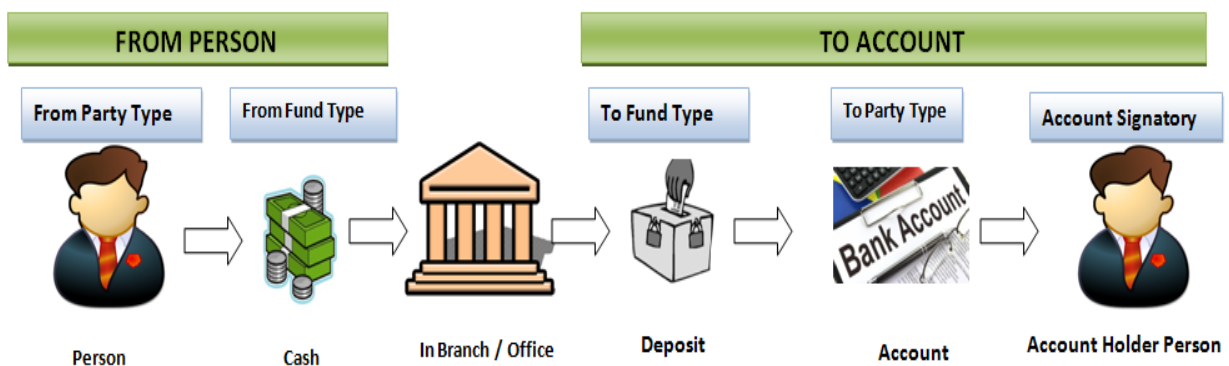 FROM PERSON
TO ACCOUNT
From Party Type
From Fund Type
To Fund Type
To Party Type
Account Signatory
Bank Account
Person
Cash
In Branch / Office
Deposit
Account
Account Holder Person